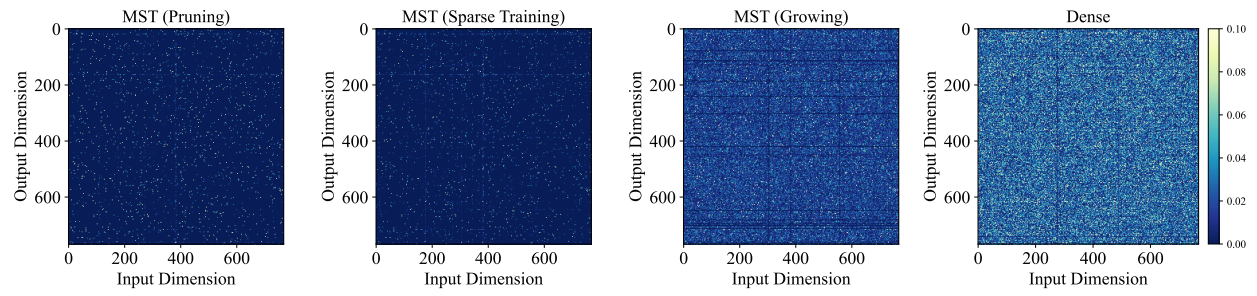 MST (Pruning)
0
200
400
600
Output Dimension
0 200 400 600
Input Dimension
MST (Sparse Training)
0
200
400
600
Output Dimension
0 200 400 600
Input Dimension
MST (Growing)
0
200
400
600
Output Dimension
0 200 400 600
Input Dimension
Dense
0
200
400
600
Output Dimension
0 200 400 600
Input Dimension
0.10
0.08
0.06
0.04
0.02
0.00